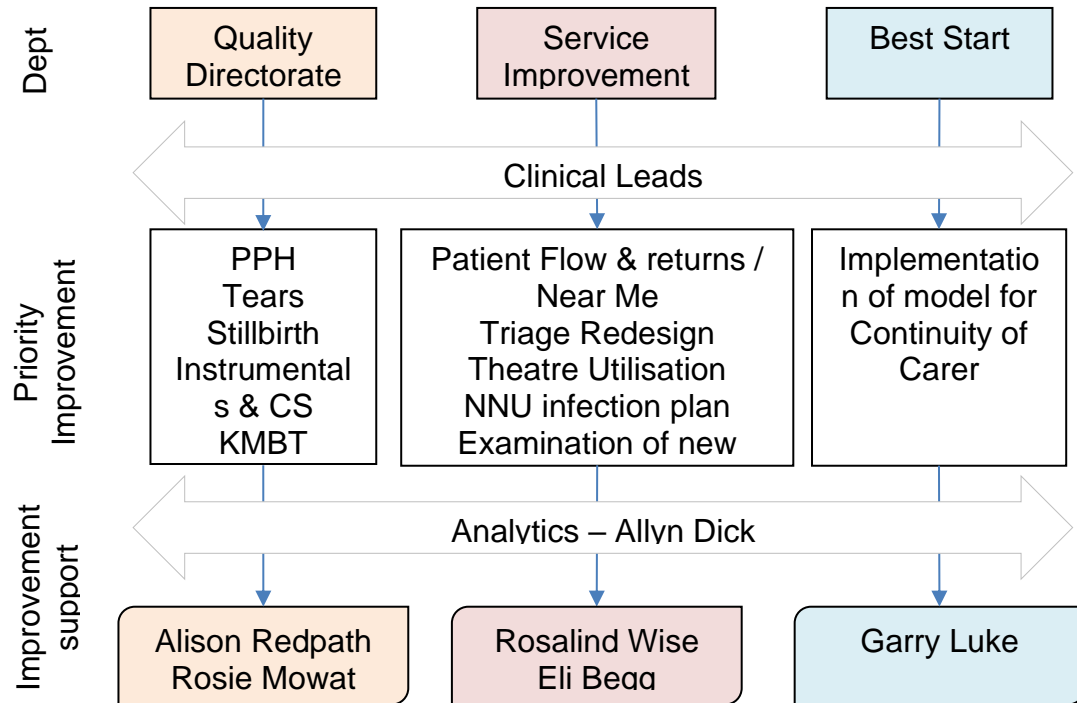 Dept
Quality
Directorate
Service
Improvement
Best Start
Clinical Leads
Priority
Improvement
PPH
Tears
Stillbirth
Instrumental
s & CS
KMBT
Patient Flow & returns /
Near Me
Triage Redesign
Theatre Utilisation
NNU infection plan
Examination of new
Implementatio
n of model for
Continuity of
Carer
Improvement
support
Analytics – Allyn Dick
Alison Redpath
Rosie Mowat
Rosalind Wise
Eli Begg
Garry Luke